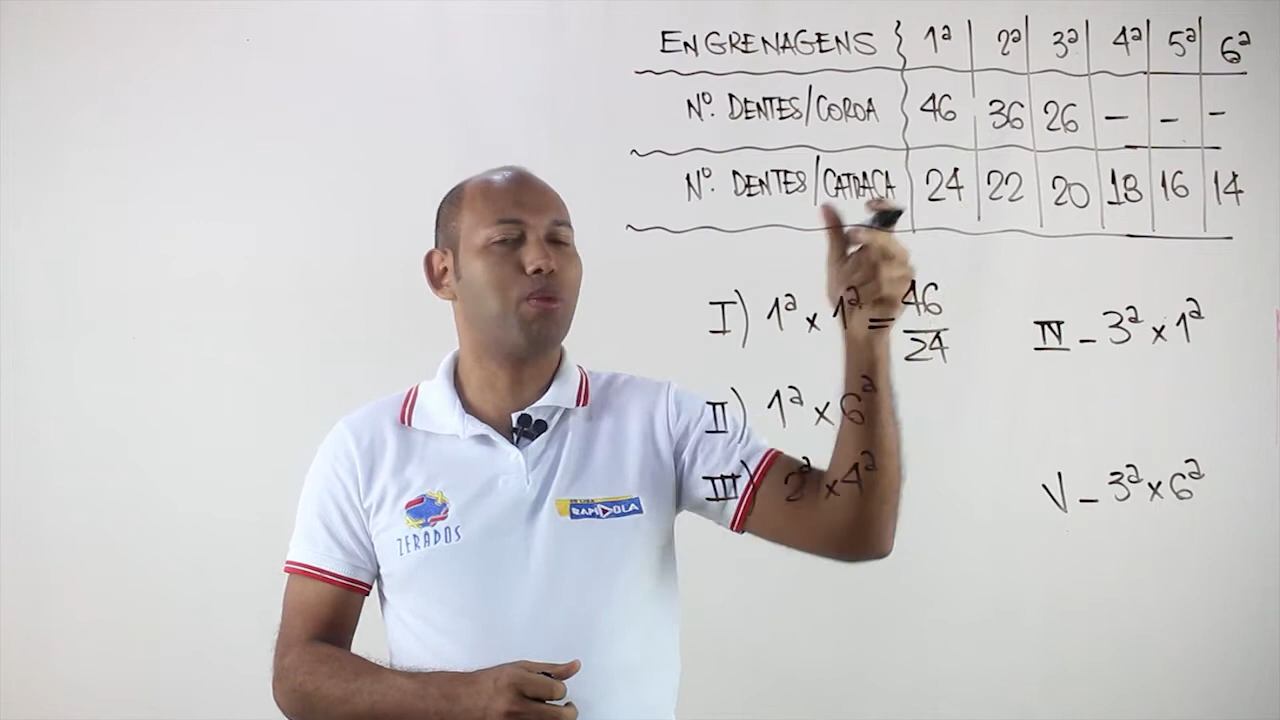 ENGRENAGENS 1ª 2ª 3ª 4ª 5ª 6ª
Nº. DENTES/COROA 46 36 26 - - -
Nº. DENTES/CATRACA 24 22 20 18 16 14
I) 1ª x 1ª = 46/24
IV - 3ª x 1ª
II) 1ª x 6ª
III) 2ª x 4ª
V - 3ª x 6ª
ZERADOS